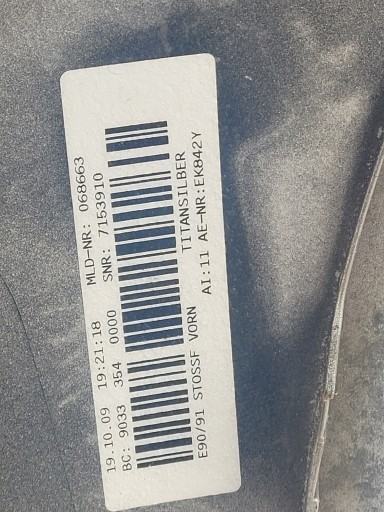 19.10.09 19:21:18 MLD-NR: 068663
BC: 9033 354 0000 SNR: 7153910
E90/91 STOSSF VORN TITANSILBER
AI:11 AE-NR:EK842Y